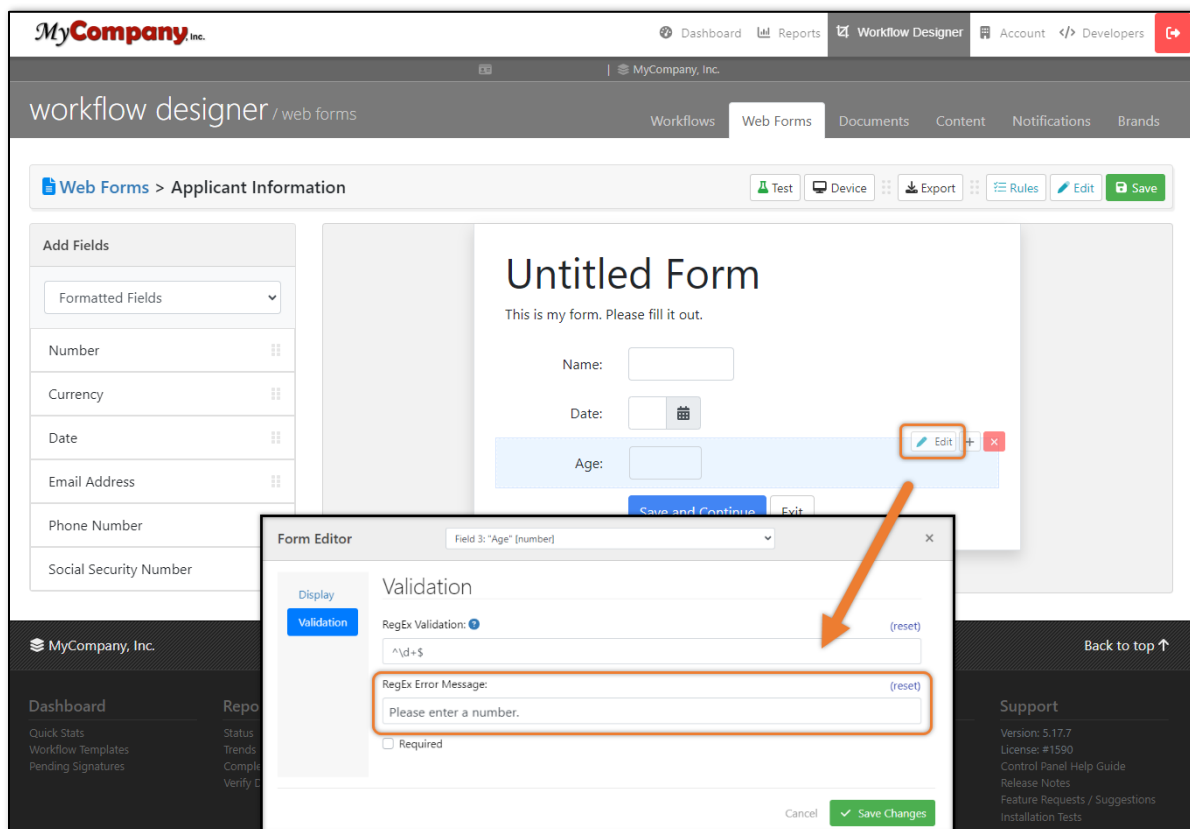 MyCompany, Inc.
Dashboard Reports Workflow Designer Account </> Developers
| MyCompany, Inc.
workflow designer / web forms
Workflows Web Forms Documents Content Notifications Brands
Web Forms > Applicant Information
Test Device Export Rules Edit Save
Add Fields
Formatted Fields
Number
Currency
Date
Email Address
Phone Number
Social Security Number
Untitled Form
This is my form. Please fill it out.
Name:
Date:
Edit
Age:
Save and Continue Exit
Form Editor
Field 3: "Age" [number]
Display
Validation
Validation
RegEx Validation: (reset)
^\d+$
RegEx Error Message: (reset)
Please enter a number.
Required
Cancel Save Changes
MyCompany, Inc.
Back to top
Dashboard
Quick Stats
Workflow Templates
Pending Signatures
Status
Trends
Support
Version: 5.17.7
License: #1590
Control Panel Help Guide
Release Notes
Feature Requests / Suggestions
Installation Tests